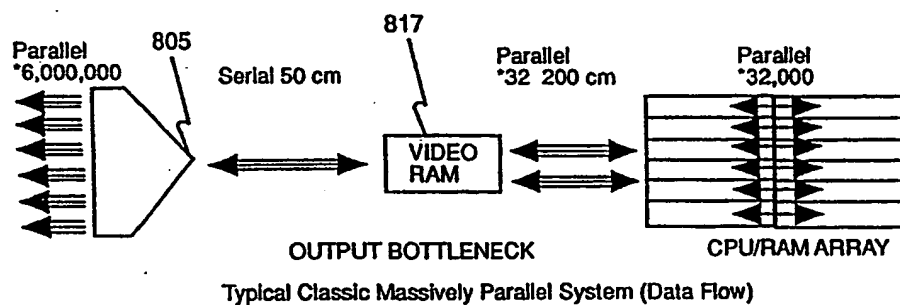 805
817
Parallel
*6,000,000
Serial 50 cm
Parallel
*32 200 cm
Parallel
*32,000
VIDEO
RAM
OUTPUT BOTTLENECK
CPU/RAM ARRAY
Typical Classic Massively Parallel System (Data Flow)